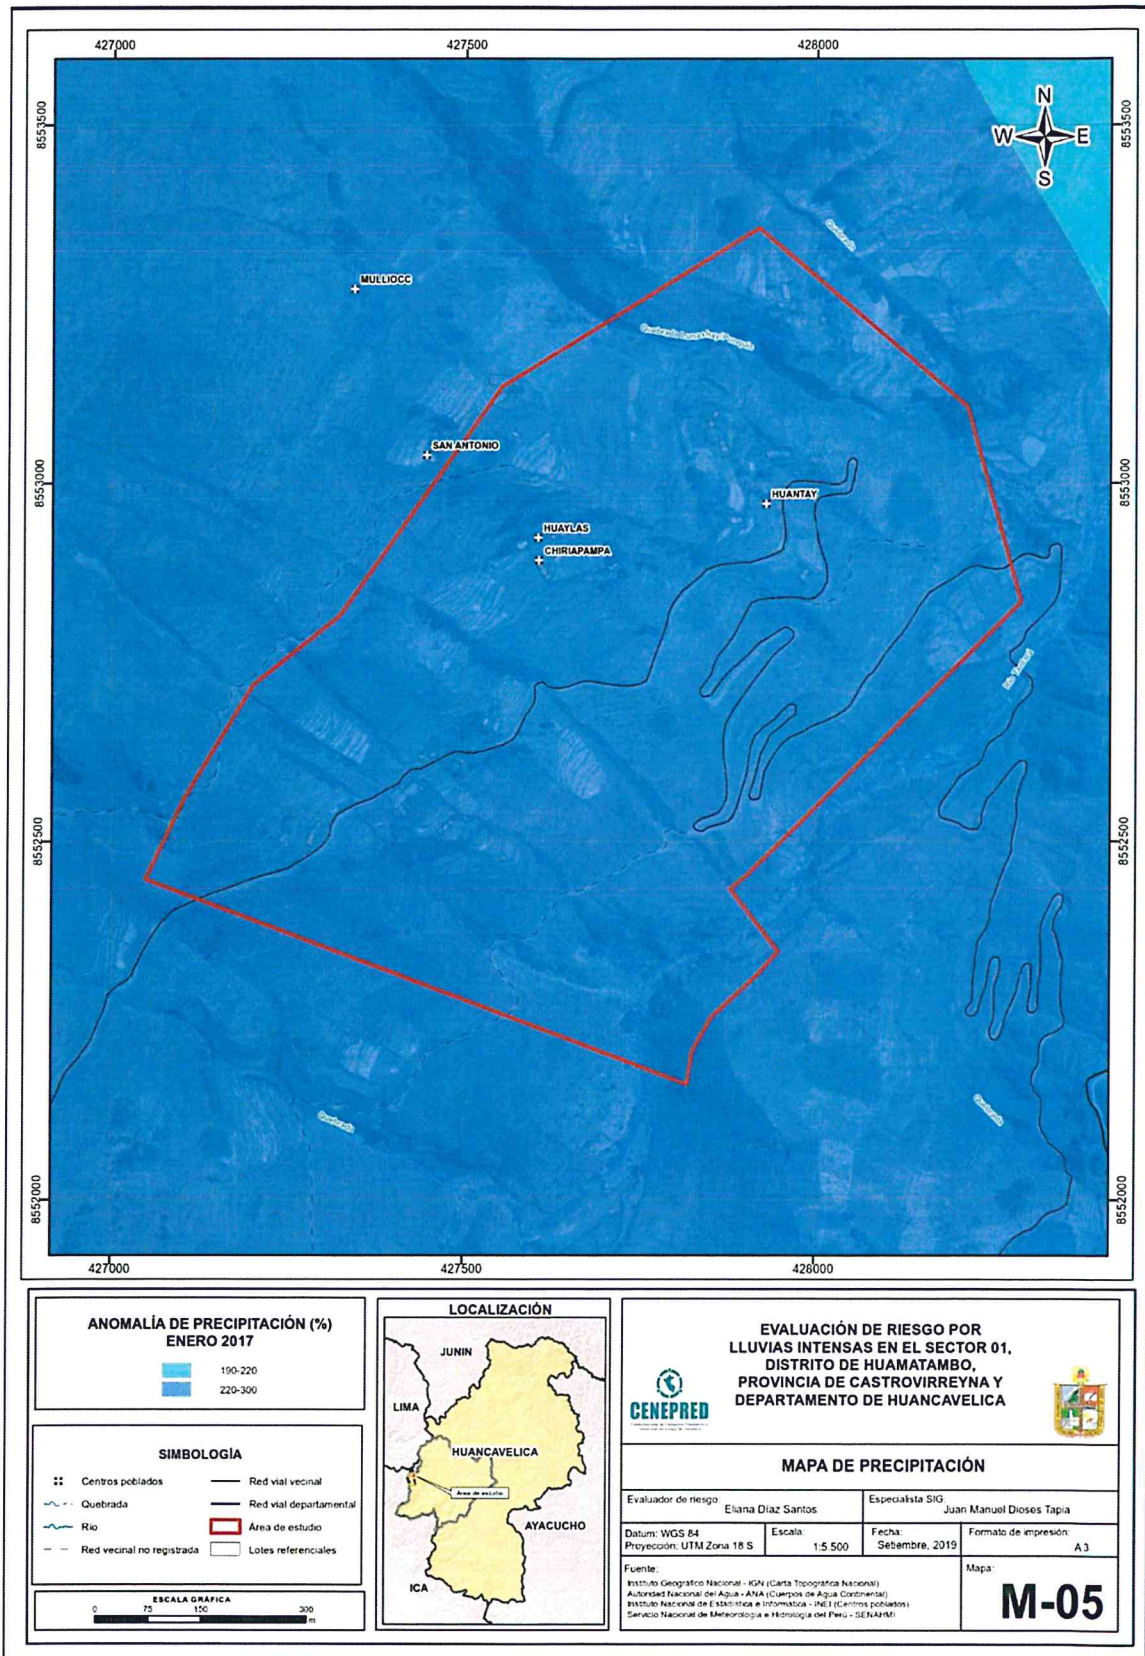 427000
427500
428000
8553500
8553500
N
W
E
S
Quebrada
MULLIOCC
SAN ANTONIO
8553000
8553000
HUANTAY
HUAYLAS
CHIRIAPAMPA
8552500
8552500
Quebrada
Quebrada
8552000
8552000
427000
427500
428000
ANOMALÍA DE PRECIPITACIÓN (%)
ENERO 2017
190-220
220-300
SIMBOLOGÍA
Centros poblados
Red vial vecinal
Quebrada
Red vial departamental
Río
Área de estudio
Red vecinal no registrada
Lotes referenciales
ESCALA GRÁFICA
0 75 150 300
m
LOCALIZACIÓN
JUNIN
LIMA
HUANCAVELICA
Área de estudio
AYACUCHO
ICA
CENEPRED
EVALUACIÓN DE RIESGO POR
LLUVIAS INTENSAS EN EL SECTOR 01,
DISTRITO DE HUAMATAMBO,
PROVINCIA DE CASTROVIRREYNA Y
DEPARTAMENTO DE HUANCAVELICA
MAPA DE PRECIPITACIÓN
Evaluador de riesgo:
Eliana Díaz Santos
Especialista SIG:
Juan Manuel Dioses Tapia
Datum: WGS 84
Proyección: UTM Zona 18 S
Escala:
1:5.500
Fecha:
Setiembre, 2019
Formato de impresión:
A3
Fuente:
Instituto Geográfico Nacional - IGN (Carta Topográfica Nacional)
Autoridad Nacional del Agua - ANA (Cuerpos de Agua Continental)
Instituto Nacional de Estadística e Informática - INEI (Centros poblados)
Servicio Nacional de Meteorología e Hidrología del Perú - SENAHMI
Mapa:
M-05